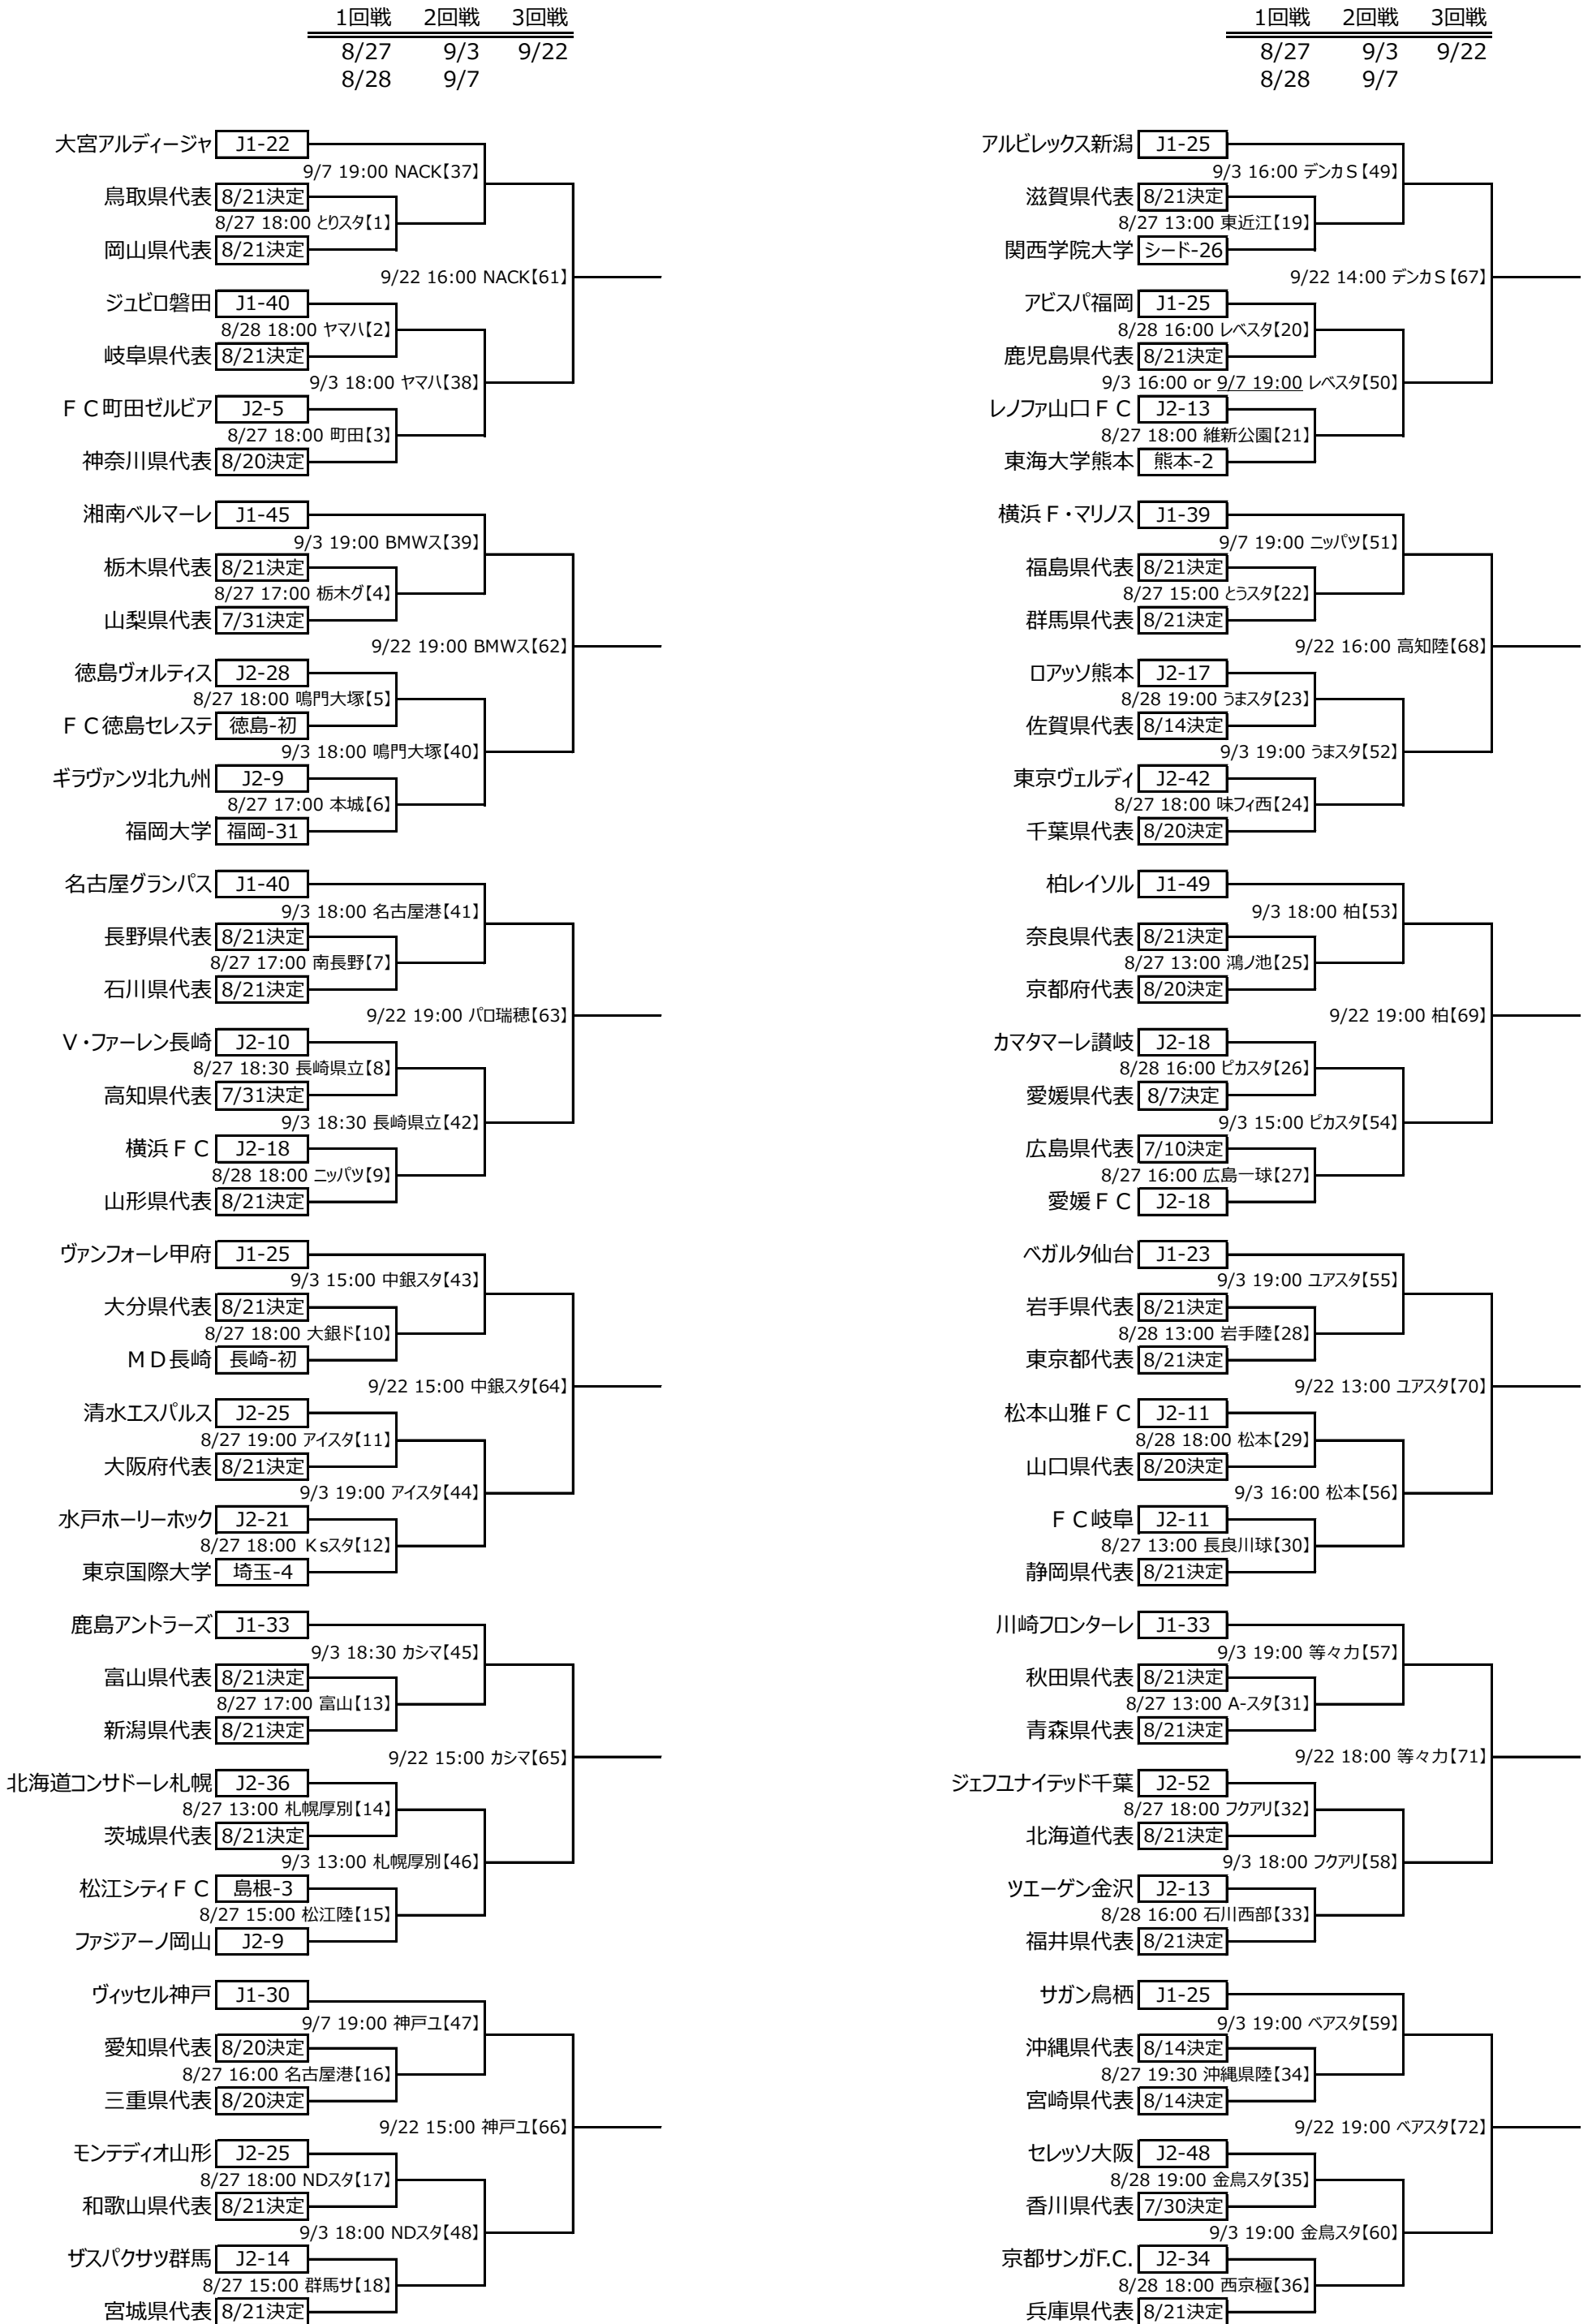 1回戦 2回戦 3回戦
8/27 9/3 9/22
8/28 9/7
大宮アルディージャ J1-22
9/7 19:00 NACK【37】
鳥取県代表 8/21決定
8/27 18:00 とりスタ【1】
岡山県代表 8/21決定
9/22 16:00 NACK【61】
ジュビロ磐田 J1-40
8/28 18:00 ヤマハ【2】
岐阜県代表 8/21決定
9/3 18:00 ヤマハ【38】
ＦＣ町田ゼルビア J2-5
8/27 18:00 町田【3】
神奈川県代表 8/20決定
湘南ベルマーレ J1-45
9/3 19:00 BMWス【39】
栃木県代表 8/21決定
8/27 17:00 栃木グ【4】
山梨県代表 7/31決定
9/22 19:00 BMWス【62】
徳島ヴォルティス J2-28
8/27 18:00 鳴門大塚【5】
ＦＣ徳島セレステ 徳島-初
9/3 18:00 鳴門大塚【40】
ギラヴァンツ北九州 J2-9
8/27 17:00 本城【6】
福岡大学 福岡-31
名古屋グランパス J1-40
9/3 18:00 名古屋港【41】
長野県代表 8/21決定
8/27 17:00 南長野【7】
石川県代表 8/21決定
9/22 19:00 パロ瑞穂【63】
Ｖ・ファーレン長崎 J2-10
8/27 18:30 長崎県立【8】
高知県代表 7/31決定
9/3 18:30 長崎県立【42】
横浜ＦＣ J2-18
8/28 18:00 ニッパツ【9】
山形県代表 8/21決定
ヴァンフォーレ甲府 J1-25
9/3 15:00 中銀スタ【43】
大分県代表 8/21決定
8/27 18:00 大銀ド【10】
ＭＤ長崎 長崎-初
9/22 15:00 中銀スタ【64】
清水エスパルス J2-25
8/27 19:00 アイスタ【11】
大阪府代表 8/21決定
9/3 19:00 アイスタ【44】
水戸ホーリーホック J2-21
8/27 18:00 Ｋsスタ【12】
東京国際大学 埼玉-4
鹿島アントラーズ J1-33
9/3 18:30 カシマ【45】
富山県代表 8/21決定
8/27 17:00 富山【13】
新潟県代表 8/21決定
9/22 15:00 カシマ【65】
北海道コンサドーレ札幌 J2-36
8/27 13:00 札幌厚別【14】
茨城県代表 8/21決定
9/3 13:00 札幌厚別【46】
松江シティＦＣ 島根-3
8/27 15:00 松江陸【15】
ファジアーノ岡山 J2-9
ヴィッセル神戸 J1-30
9/7 19:00 神戸ユ【47】
愛知県代表 8/20決定
8/27 16:00 名古屋港【16】
三重県代表 8/20決定
9/22 15:00 神戸ユ【66】
モンテディオ山形 J2-25
8/27 18:00 NDスタ【17】
和歌山県代表 8/21決定
9/3 18:00 NDスタ【48】
ザスパクサツ群馬 J2-14
8/27 15:00 群馬サ【18】
宮城県代表 8/21決定
1回戦 2回戦 3回戦
8/27 9/3 9/22
8/28 9/7
アルビレックス新潟 J1-25
9/3 16:00 デンカＳ【49】
滋賀県代表 8/21決定
8/27 13:00 東近江【19】
関西学院大学 シード-26
9/22 14:00 デンカＳ【67】
アビスパ福岡 J1-25
8/28 16:00 レベスタ【20】
鹿児島県代表 8/21決定
9/3 16:00 or 9/7 19:00 レベスタ【50】
レノファ山口ＦＣ J2-13
8/27 18:00 維新公園【21】
東海大学熊本 熊本-2
横浜Ｆ・マリノス J1-39
9/7 19:00 ニッパツ【51】
福島県代表 8/21決定
8/27 15:00 とうスタ【22】
群馬県代表 8/21決定
9/22 16:00 高知陸【68】
ロアッソ熊本 J2-17
8/28 19:00 うまスタ【23】
佐賀県代表 8/14決定
9/3 19:00 うまスタ【52】
東京ヴェルディ J2-42
8/27 18:00 味フィ西【24】
千葉県代表 8/20決定
柏レイソル J1-49
9/3 18:00 柏【53】
奈良県代表 8/21決定
8/27 13:00 鴻ノ池【25】
京都府代表 8/20決定
9/22 19:00 柏【69】
カマタマーレ讃岐 J2-18
8/28 16:00 ピカスタ【26】
愛媛県代表 8/7決定
9/3 15:00 ピカスタ【54】
広島県代表 7/10決定
8/27 16:00 広島一球【27】
愛媛ＦＣ J2-18
ベガルタ仙台 J1-23
9/3 19:00 ユアスタ【55】
岩手県代表 8/21決定
8/28 13:00 岩手陸【28】
東京都代表 8/21決定
9/22 13:00 ユアスタ【70】
松本山雅ＦＣ J2-11
8/28 18:00 松本【29】
山口県代表 8/20決定
9/3 16:00 松本【56】
ＦＣ岐阜 J2-11
8/27 13:00 長良川球【30】
静岡県代表 8/21決定
川崎フロンターレ J1-33
9/3 19:00 等々力【57】
秋田県代表 8/21決定
8/27 13:00 A-スタ【31】
青森県代表 8/21決定
9/22 18:00 等々力【71】
ジェフユナイテッド千葉 J2-52
8/27 18:00 フクアリ【32】
北海道代表 8/21決定
9/3 18:00 フクアリ【58】
ツエーゲン金沢 J2-13
8/28 16:00 石川西部【33】
福井県代表 8/21決定
サガン鳥栖 J1-25
9/3 19:00 ベアスタ【59】
沖縄県代表 8/14決定
8/27 19:30 沖縄県陸【34】
宮崎県代表 8/14決定
9/22 19:00 ベアスタ【72】
セレッソ大阪 J2-48
8/28 19:00 金鳥スタ【35】
香川県代表 7/30決定
9/3 19:00 金鳥スタ【60】
京都サンガF.C. J2-34
8/28 18:00 西京極【36】
兵庫県代表 8/21決定